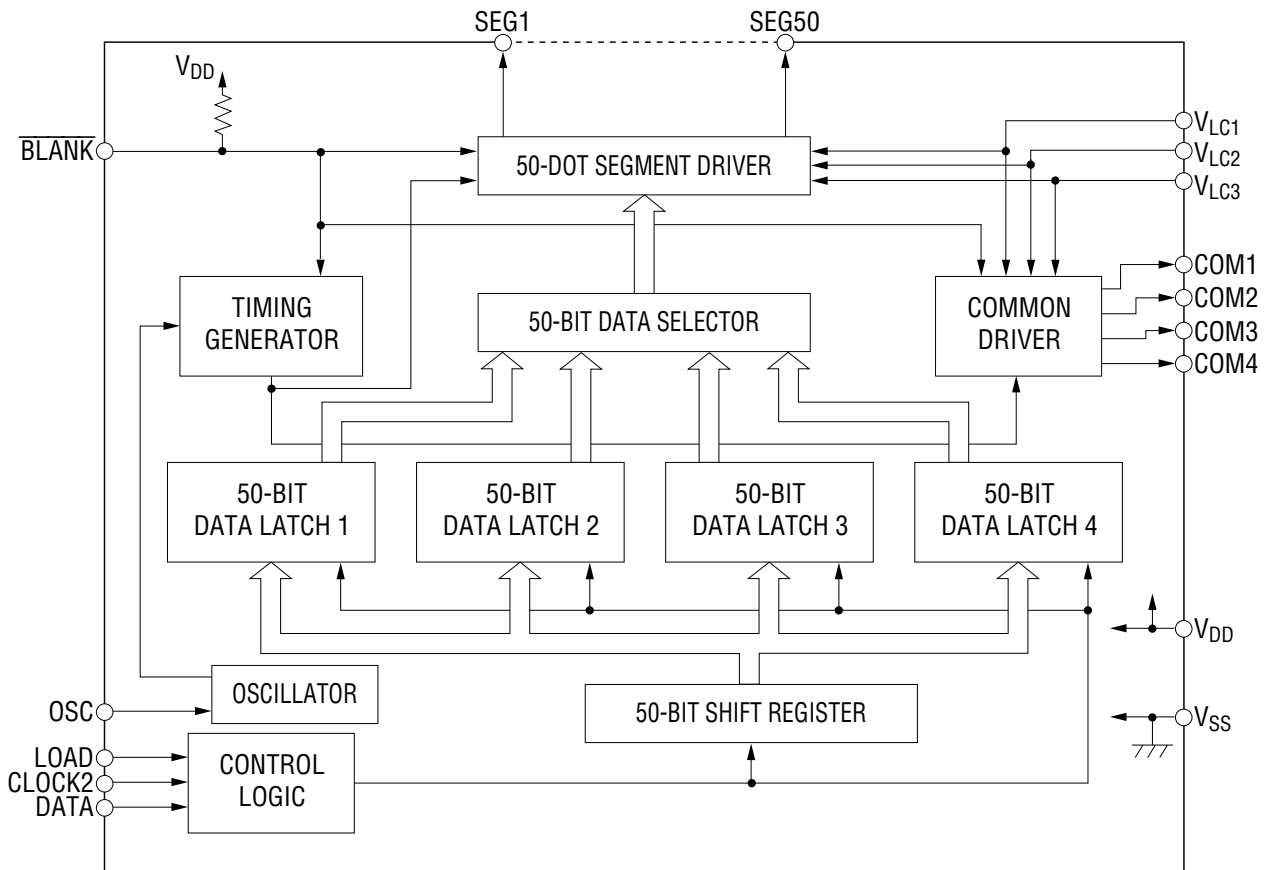 SEG1
SEG50
VDD
BLANK
50-DOT SEGMENT DRIVER
VLC1
VLC2
VLC3
TIMING
GENERATOR
50-BIT DATA SELECTOR
COMMON
DRIVER
COM1
COM2
COM3
COM4
50-BIT
DATA LATCH 1
50-BIT
DATA LATCH 2
50-BIT
DATA LATCH 3
50-BIT
DATA LATCH 4
VDD
OSCILLATOR
OSC
50-BIT SHIFT REGISTER
VSS
LOAD
CLOCK2
DATA
CONTROL
LOGIC